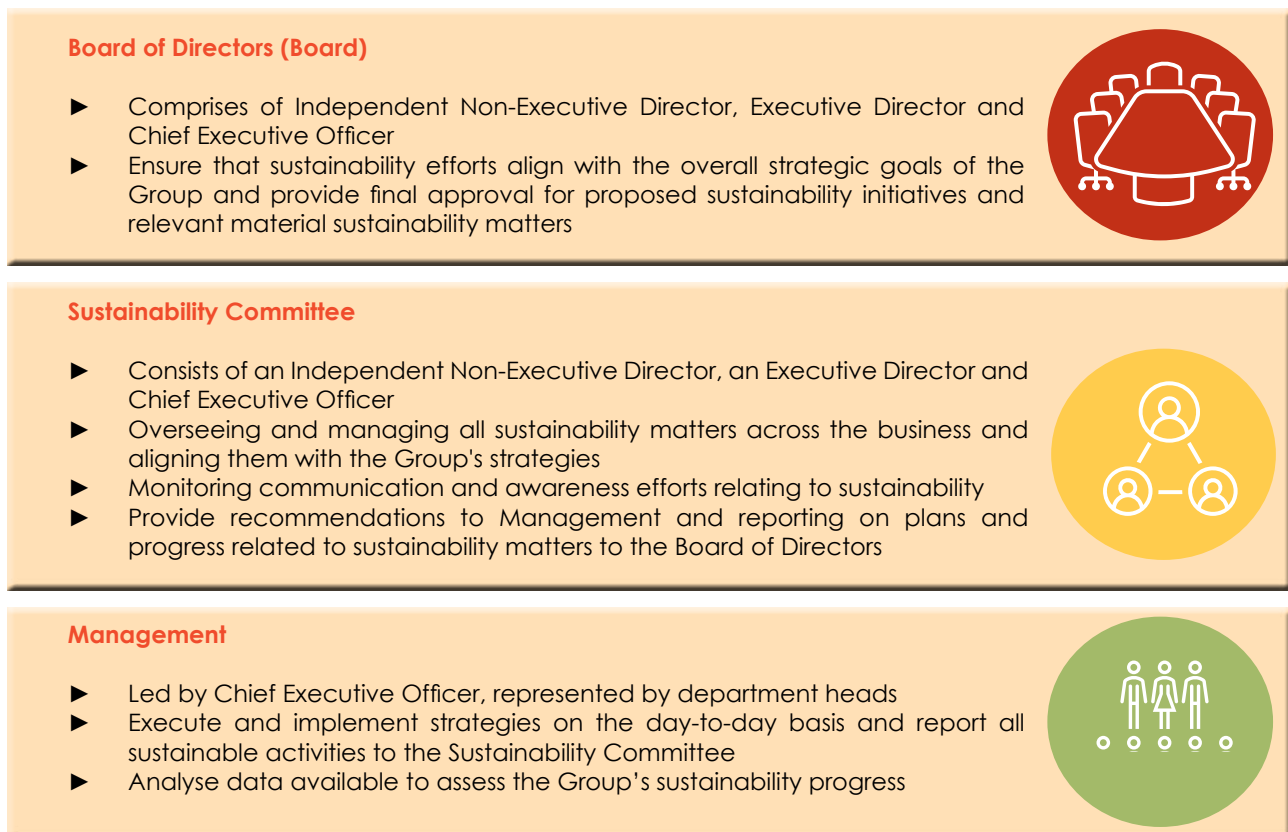 Board of Directors (Board)
► Comprises of Independent Non-Executive Director, Executive Director and
Chief Executive Officer
► Ensure that sustainability efforts align with the overall strategic goals of the
Group and provide final approval for proposed sustainability initiatives and
relevant material sustainability matters
Sustainability Committee
► Consists of an Independent Non-Executive Director, an Executive Director and
Chief Executive Officer
► Overseeing and managing all sustainability matters across the business and
aligning them with the Group's strategies
► Monitoring communication and awareness efforts relating to sustainability
► Provide recommendations to Management and reporting on plans and
progress related to sustainability matters to the Board of Directors
Management
► Led by Chief Executive Officer, represented by department heads
► Execute and implement strategies on the day-to-day basis and report all
sustainable activities to the Sustainability Committee
► Analyse data available to assess the Group’s sustainability progress